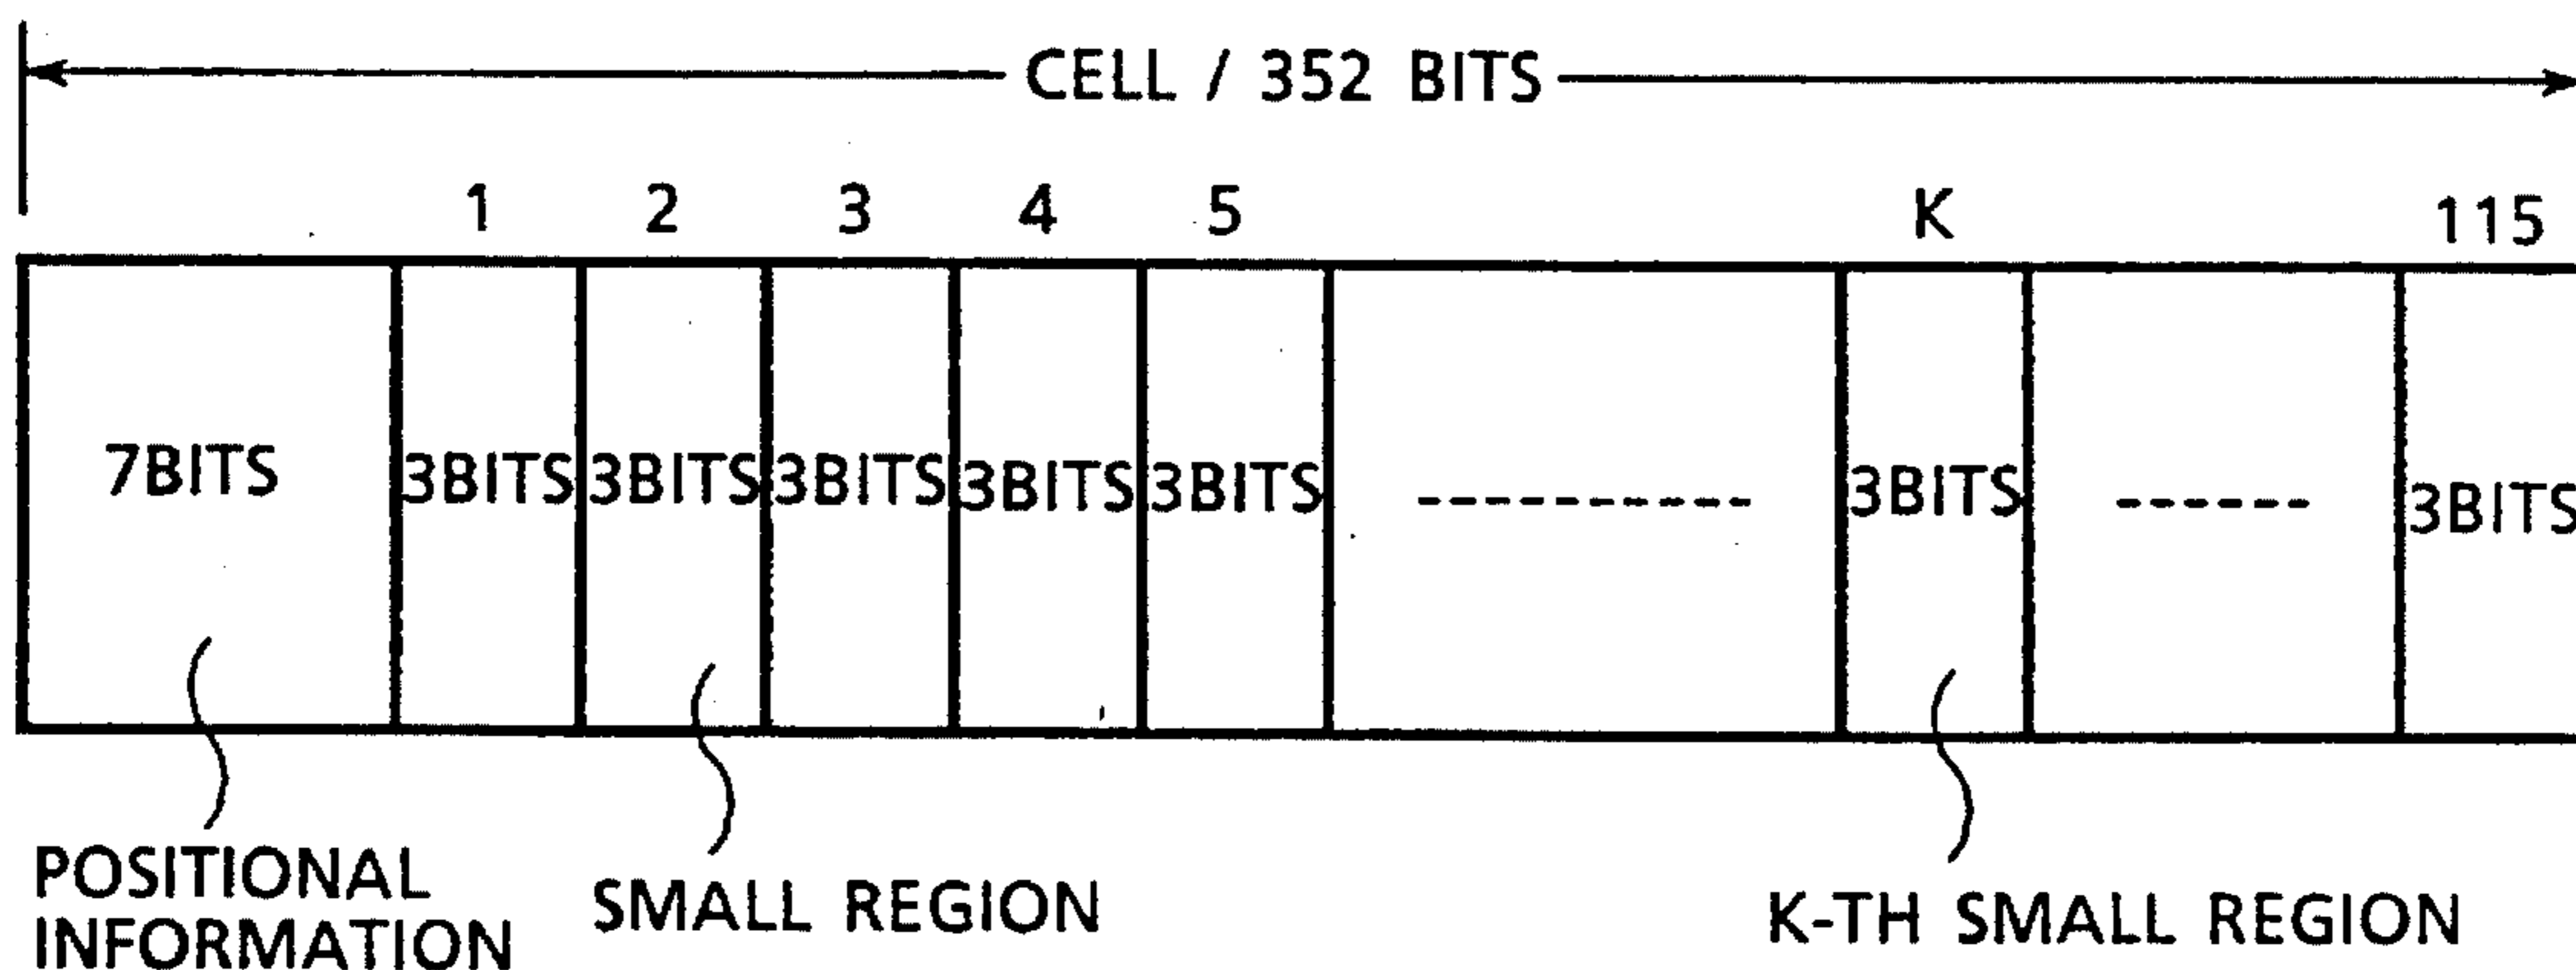 CELL / 352 BITS
1 2 3 4 5 K 115
7BITS 3BITS 3BITS 3BITS 3BITS 3BITS ---------- 3BITS ------ 3BITS
POSITIONAL
INFORMATION
SMALL REGION
K-TH SMALL REGION